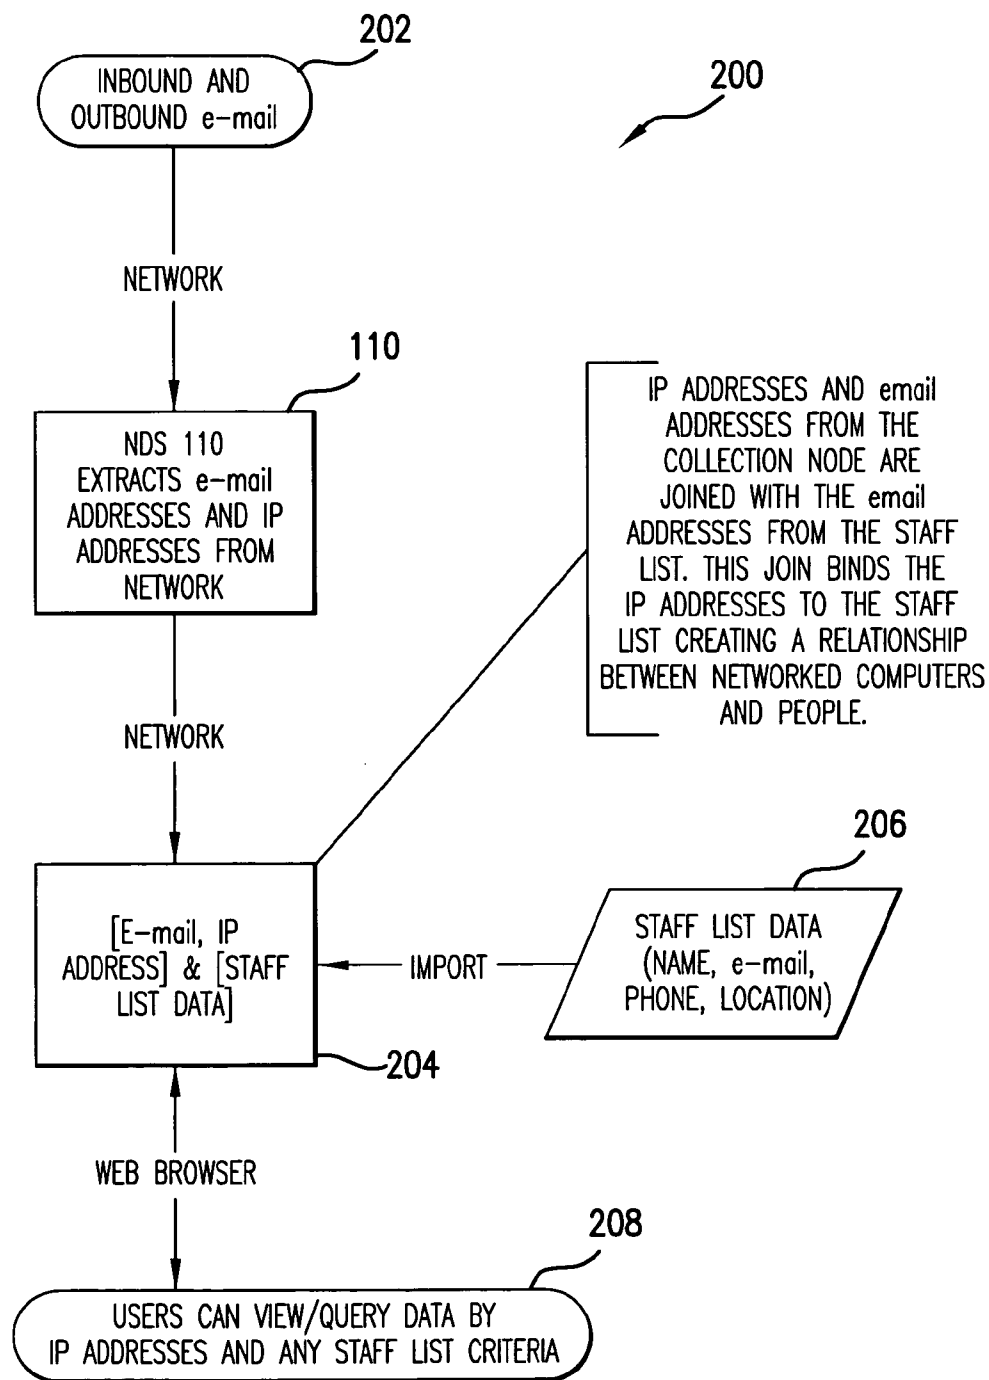 202
INBOUND AND
OUTBOUND e-mail
200
NETWORK
110
NDS 110
EXTRACTS e-mail
ADDRESSES AND IP
ADDRESSES FROM
NETWORK
IP ADDRESSES AND email
ADDRESSES FROM THE
COLLECTION NODE ARE
JOINED WITH THE email
ADDRESSES FROM THE STAFF
LIST. THIS JOIN BINDS THE
IP ADDRESSES TO THE STAFF
LIST CREATING A RELATIONSHIP
BETWEEN NETWORKED COMPUTERS
AND PEOPLE.
NETWORK
206
[E-mail, IP
ADDRESS] & [STAFF
LIST DATA]
IMPORT
STAFF LIST DATA
(NAME, e-mail,
PHONE, LOCATION)
204
WEB BROWSER
208
USERS CAN VIEW/QUERY DATA BY
IP ADDRESSES AND ANY STAFF LIST CRITERIA